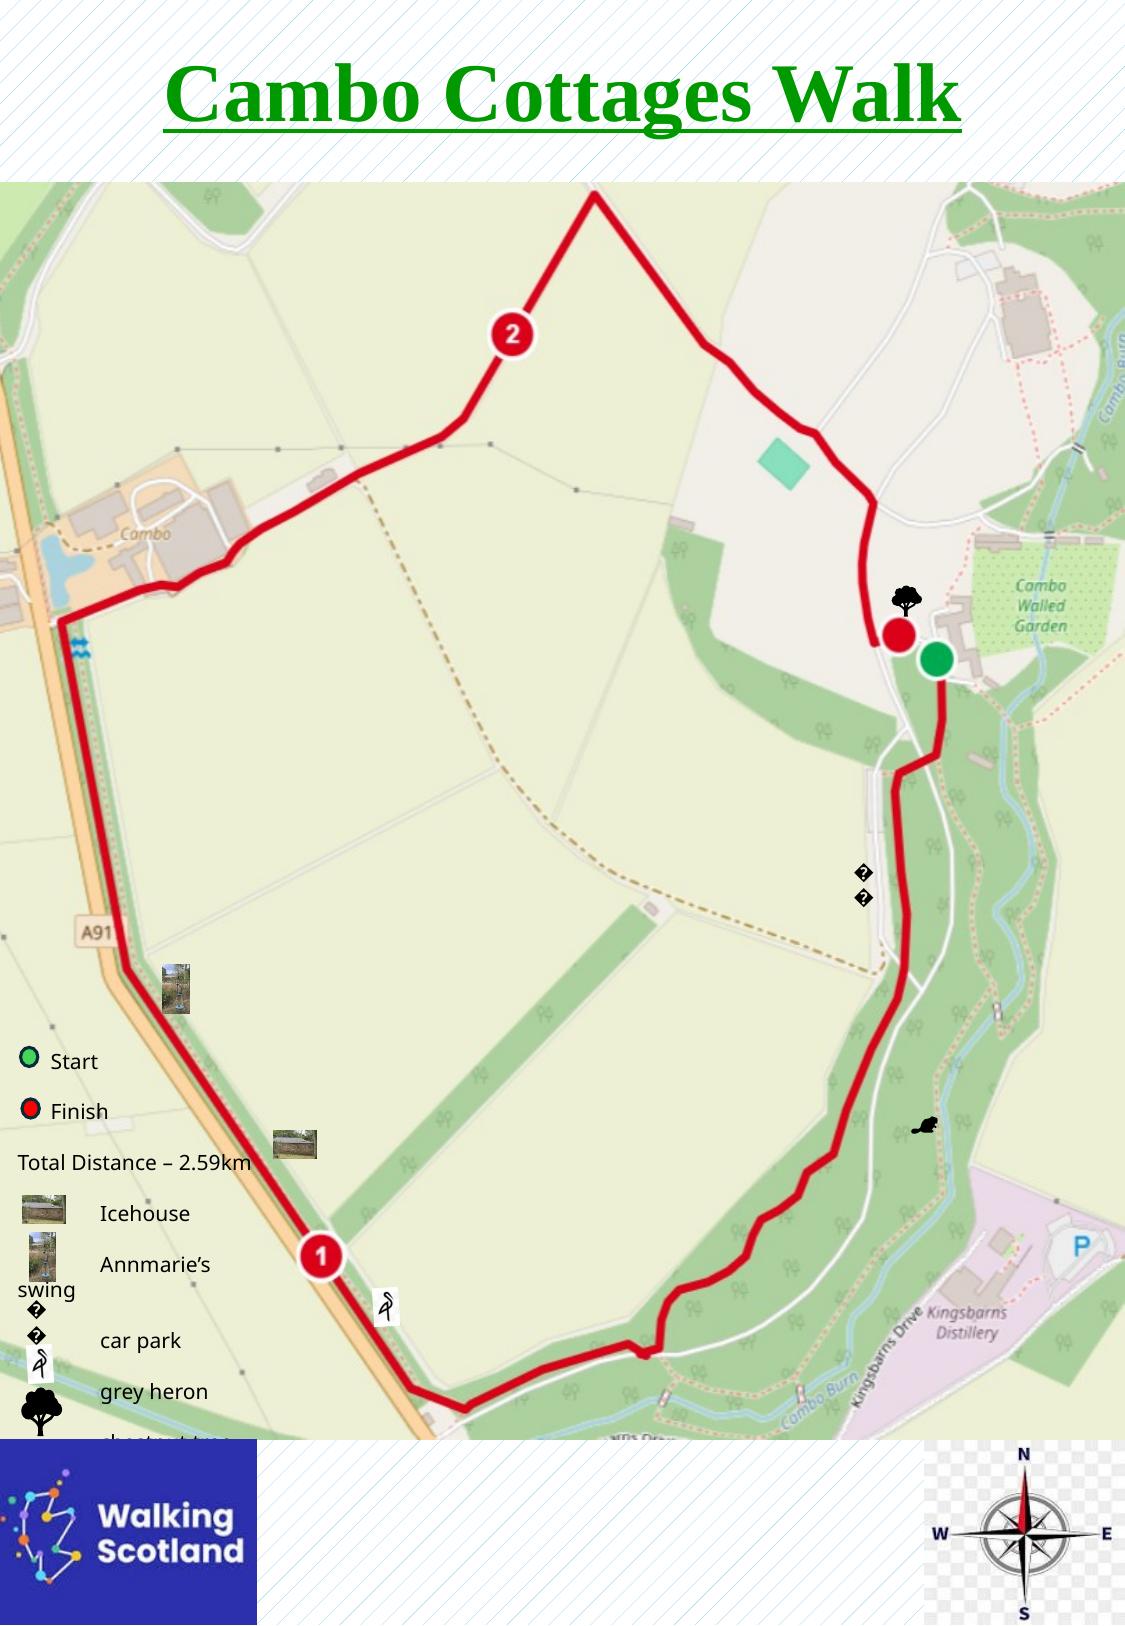 Cambo Cottages Walk
2
Cambo Burn
Cambo
Cambo
Walled
Garden
A91
Start
Finish
Total Distance – 2.59km
Icehouse
1
Annmarie’s
swing
P
Kingsbarns
Distillery
Kingsbarns Drive
car park
Cambo Burn
grey heron
N
W
E
S
Walking
Scotland